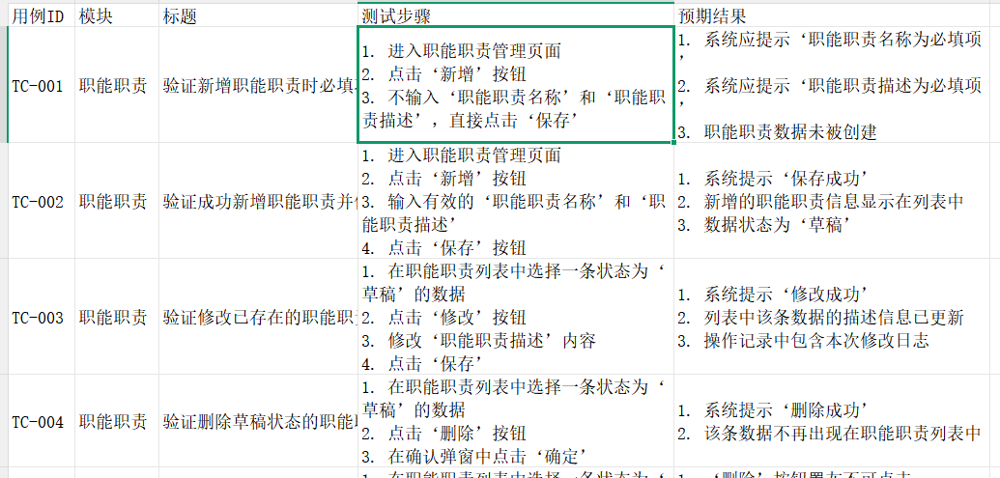 用例ID 模块 标题 测试步骤 预期结果
TC-001 职能职责 验证新增职能职责时必填
1. 进入职能职责管理页面
2. 点击‘新增’按钮
3. 不输入‘职能职责名称’和‘职能职
责描述’，直接点击‘保存’
1. 系统应提示‘职能职责名称为必填项
’
2. 系统应提示‘职能职责描述为必填项
’
3. 职能职责数据未被创建
TC-002 职能职责 验证成功新增职能职责并
1. 进入职能职责管理页面
2. 点击‘新增’按钮
3. 输入有效的‘职能职责名称’和‘职
能职责描述’
4. 点击‘保存’按钮
1. 系统提示‘保存成功’
2. 新增的职能职责信息显示在列表中
3. 数据状态为‘草稿’
TC-003 职能职责 验证修改已存在的职能职
1. 在职能职责列表中选择一条状态为‘
草稿’的数据
2. 点击‘修改’按钮
3. 修改‘职能职责描述’内容
4. 点击‘保存’
1. 系统提示‘修改成功’
2. 列表中该条数据的描述信息已更新
3. 操作记录中包含本次修改日志
TC-004 职能职责 验证删除草稿状态的职能
1. 在职能职责列表中选择一条状态为‘
草稿’的数据
2. 点击‘删除’按钮
3. 在确认弹窗中点击‘确定’
1. 系统提示‘删除成功’
2. 该条数据不再出现在职能职责列表中
1. 在职能职责列表中选择一条状态为‘
1. ‘删除’按钮置灰不可点击